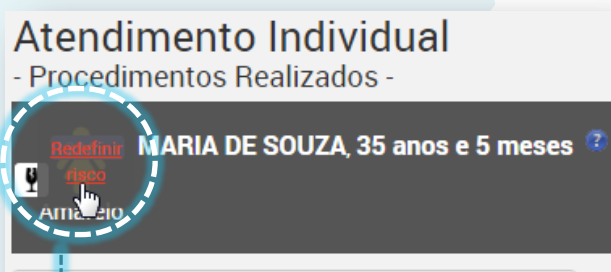 Atendimento Individual
- Procedimentos Realizados -
Redefinir
risco
MARIA DE SOUZA, 35 anos e 5 meses ?
Amarelo